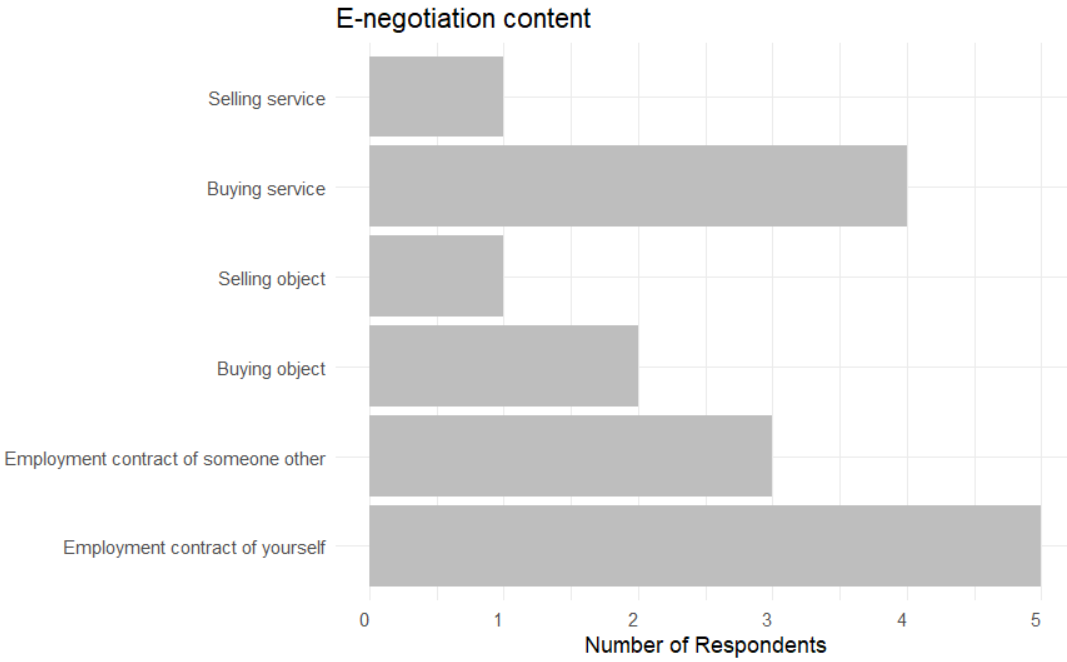 E-negotiation content
Selling service
Buying service
Selling object
Buying object
Employment contract of someone other
Employment contract of yourself
0 1 2 3 4 5
Number of Respondents